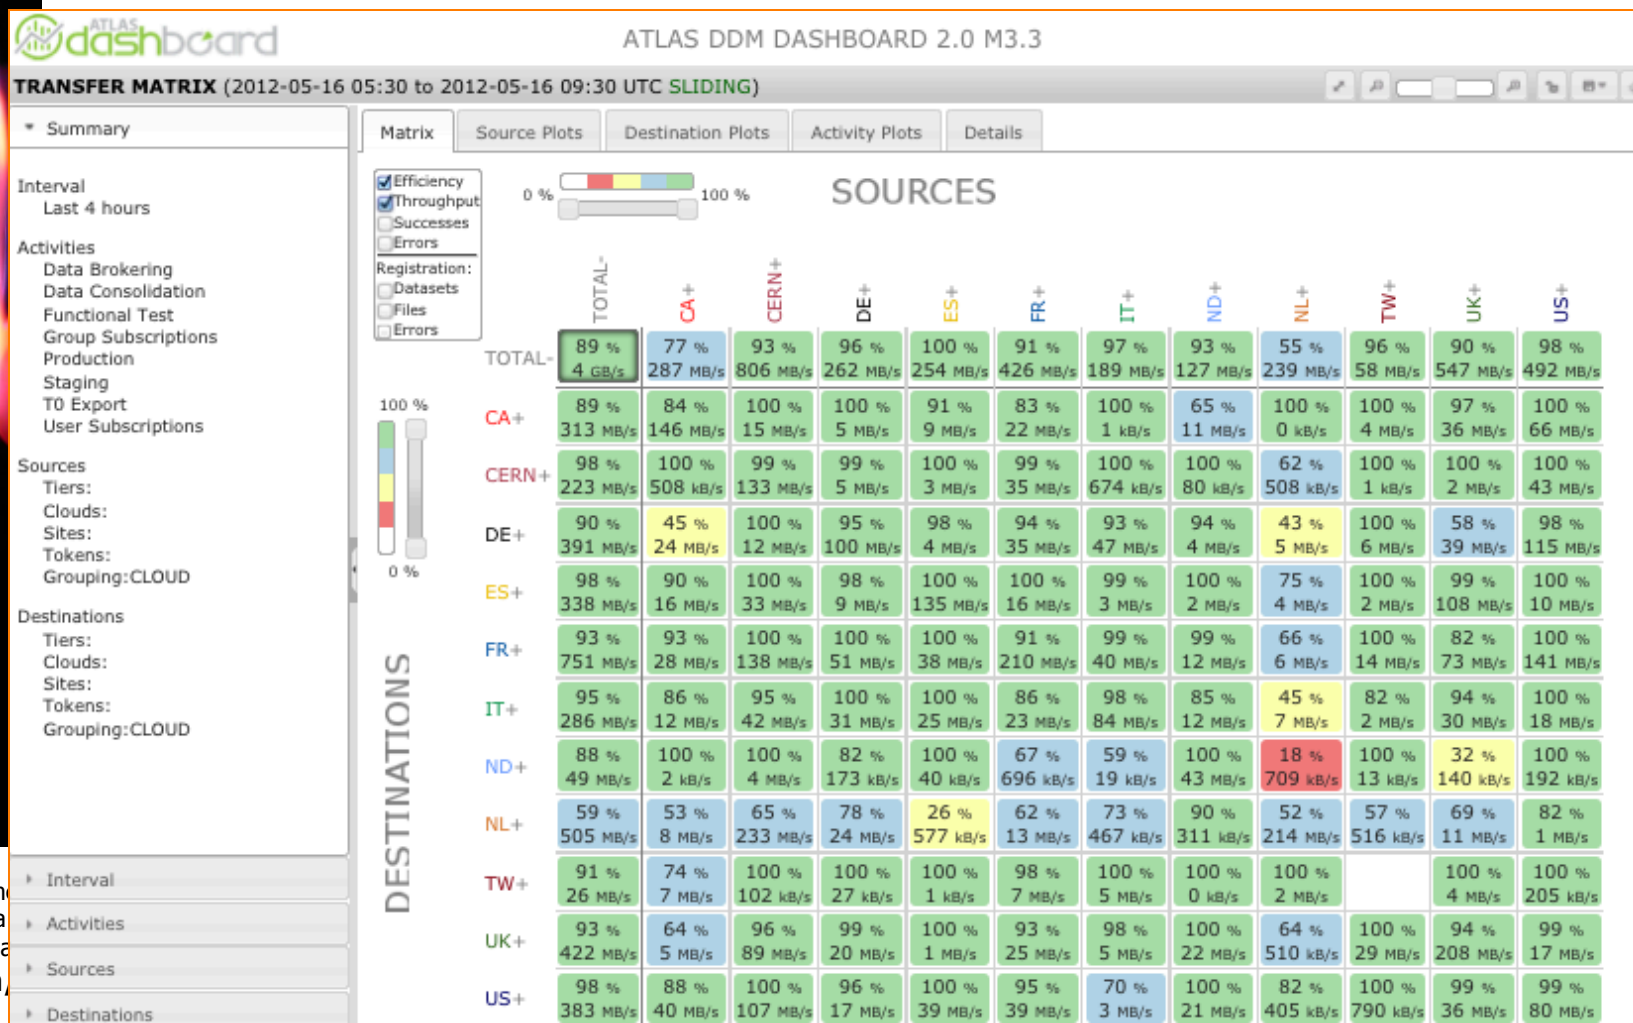 ATLAS
dashboard
ATLAS DDM DASHBOARD 2.0 M3.3
TRANSFER MATRIX (2012-05-16 05:30 to 2012-05-16 09:30 UTC SLIDING)
Summary
Interval
Last 4 hours
Activities
Data Brokering
Data Consolidation
Functional Test
Group Subscriptions
Production
Staging
T0 Export
User Subscriptions
Sources
Tiers:
Clouds:
Sites:
Tokens:
Grouping:CLOUD
Destinations
Tiers:
Clouds:
Sites:
Tokens:
Grouping:CLOUD
Interval
Activities
Sources
Destinations
Matrix Source Plots Destination Plots Activity Plots Details
Efficiency
Throughput
Successes
Errors
Registration:
Datasets
Files
Errors
0 % 100 %
SOURCES
100 %
0 %
DESTINATIONS
TOTAL- CA+ CERN+ DE+ ES+ FR+ IT+ ND+ NL+ TW+ UK+ US+
TOTAL-
89 % 77 % 93 % 96 % 100 % 91 % 97 % 93 % 55 % 96 % 90 % 98 %
4 GB/s 287 MB/s 806 MB/s 262 MB/s 254 MB/s 426 MB/s 189 MB/s 127 MB/s 239 MB/s 58 MB/s 547 MB/s 492 MB/s
CA+
89 % 84 % 100 % 100 % 91 % 83 % 100 % 65 % 100 % 100 % 97 % 100 %
313 MB/s 146 MB/s 15 MB/s 5 MB/s 9 MB/s 22 MB/s 1 kB/s 11 MB/s 0 kB/s 4 MB/s 36 MB/s 66 MB/s
CERN+
98 % 100 % 99 % 99 % 100 % 99 % 100 % 100 % 62 % 100 % 100 % 100 %
223 MB/s 508 kB/s 133 MB/s 5 MB/s 3 MB/s 35 MB/s 674 kB/s 80 kB/s 508 kB/s 1 kB/s 2 MB/s 43 MB/s
DE+
90 % 45 % 100 % 95 % 98 % 94 % 93 % 94 % 43 % 100 % 58 % 98 %
391 MB/s 24 MB/s 12 MB/s 100 MB/s 4 MB/s 35 MB/s 47 MB/s 4 MB/s 5 MB/s 6 MB/s 39 MB/s 115 MB/s
ES+
98 % 90 % 100 % 98 % 100 % 100 % 99 % 100 % 75 % 100 % 99 % 100 %
338 MB/s 16 MB/s 33 MB/s 9 MB/s 135 MB/s 16 MB/s 3 MB/s 2 MB/s 4 MB/s 2 MB/s 108 MB/s 10 MB/s
FR+
93 % 93 % 100 % 100 % 100 % 91 % 99 % 99 % 66 % 100 % 82 % 100 %
751 MB/s 28 MB/s 138 MB/s 51 MB/s 38 MB/s 210 MB/s 40 MB/s 12 MB/s 6 MB/s 14 MB/s 73 MB/s 141 MB/s
IT+
95 % 86 % 95 % 100 % 100 % 86 % 98 % 85 % 45 % 82 % 94 % 100 %
286 MB/s 12 MB/s 42 MB/s 31 MB/s 25 MB/s 23 MB/s 84 MB/s 12 MB/s 7 MB/s 2 MB/s 30 MB/s 18 MB/s
ND+
88 % 100 % 100 % 82 % 100 % 67 % 59 % 100 % 18 % 100 % 32 % 100 %
49 MB/s 2 kB/s 4 MB/s 173 kB/s 40 kB/s 696 kB/s 19 kB/s 43 MB/s 709 kB/s 13 kB/s 140 kB/s 192 kB/s
NL+
59 % 53 % 65 % 78 % 26 % 62 % 73 % 90 % 52 % 57 % 69 % 82 %
505 MB/s 8 MB/s 233 MB/s 24 MB/s 577 kB/s 13 MB/s 467 kB/s 311 kB/s 214 MB/s 516 kB/s 11 MB/s 1 MB/s
TW+
91 % 74 % 100 % 100 % 100 % 98 % 100 % 100 % 100 % 100 % 100 %
26 MB/s 7 MB/s 102 kB/s 27 kB/s 1 kB/s 7 MB/s 5 MB/s 0 kB/s 2 MB/s 4 MB/s 205 kB/s
UK+
93 % 64 % 96 % 99 % 100 % 93 % 98 % 100 % 64 % 100 % 94 % 99 %
422 MB/s 5 MB/s 89 MB/s 20 MB/s 1 MB/s 25 MB/s 5 MB/s 22 MB/s 510 kB/s 29 MB/s 208 MB/s 17 MB/s
US+
98 % 88 % 100 % 96 % 100 % 95 % 70 % 100 % 82 % 100 % 99 % 99 %
383 MB/s 40 MB/s 107 MB/s 17 MB/s 39 MB/s 39 MB/s 3 MB/s 21 MB/s 405 kB/s 790 kB/s 36 MB/s 80 MB/s